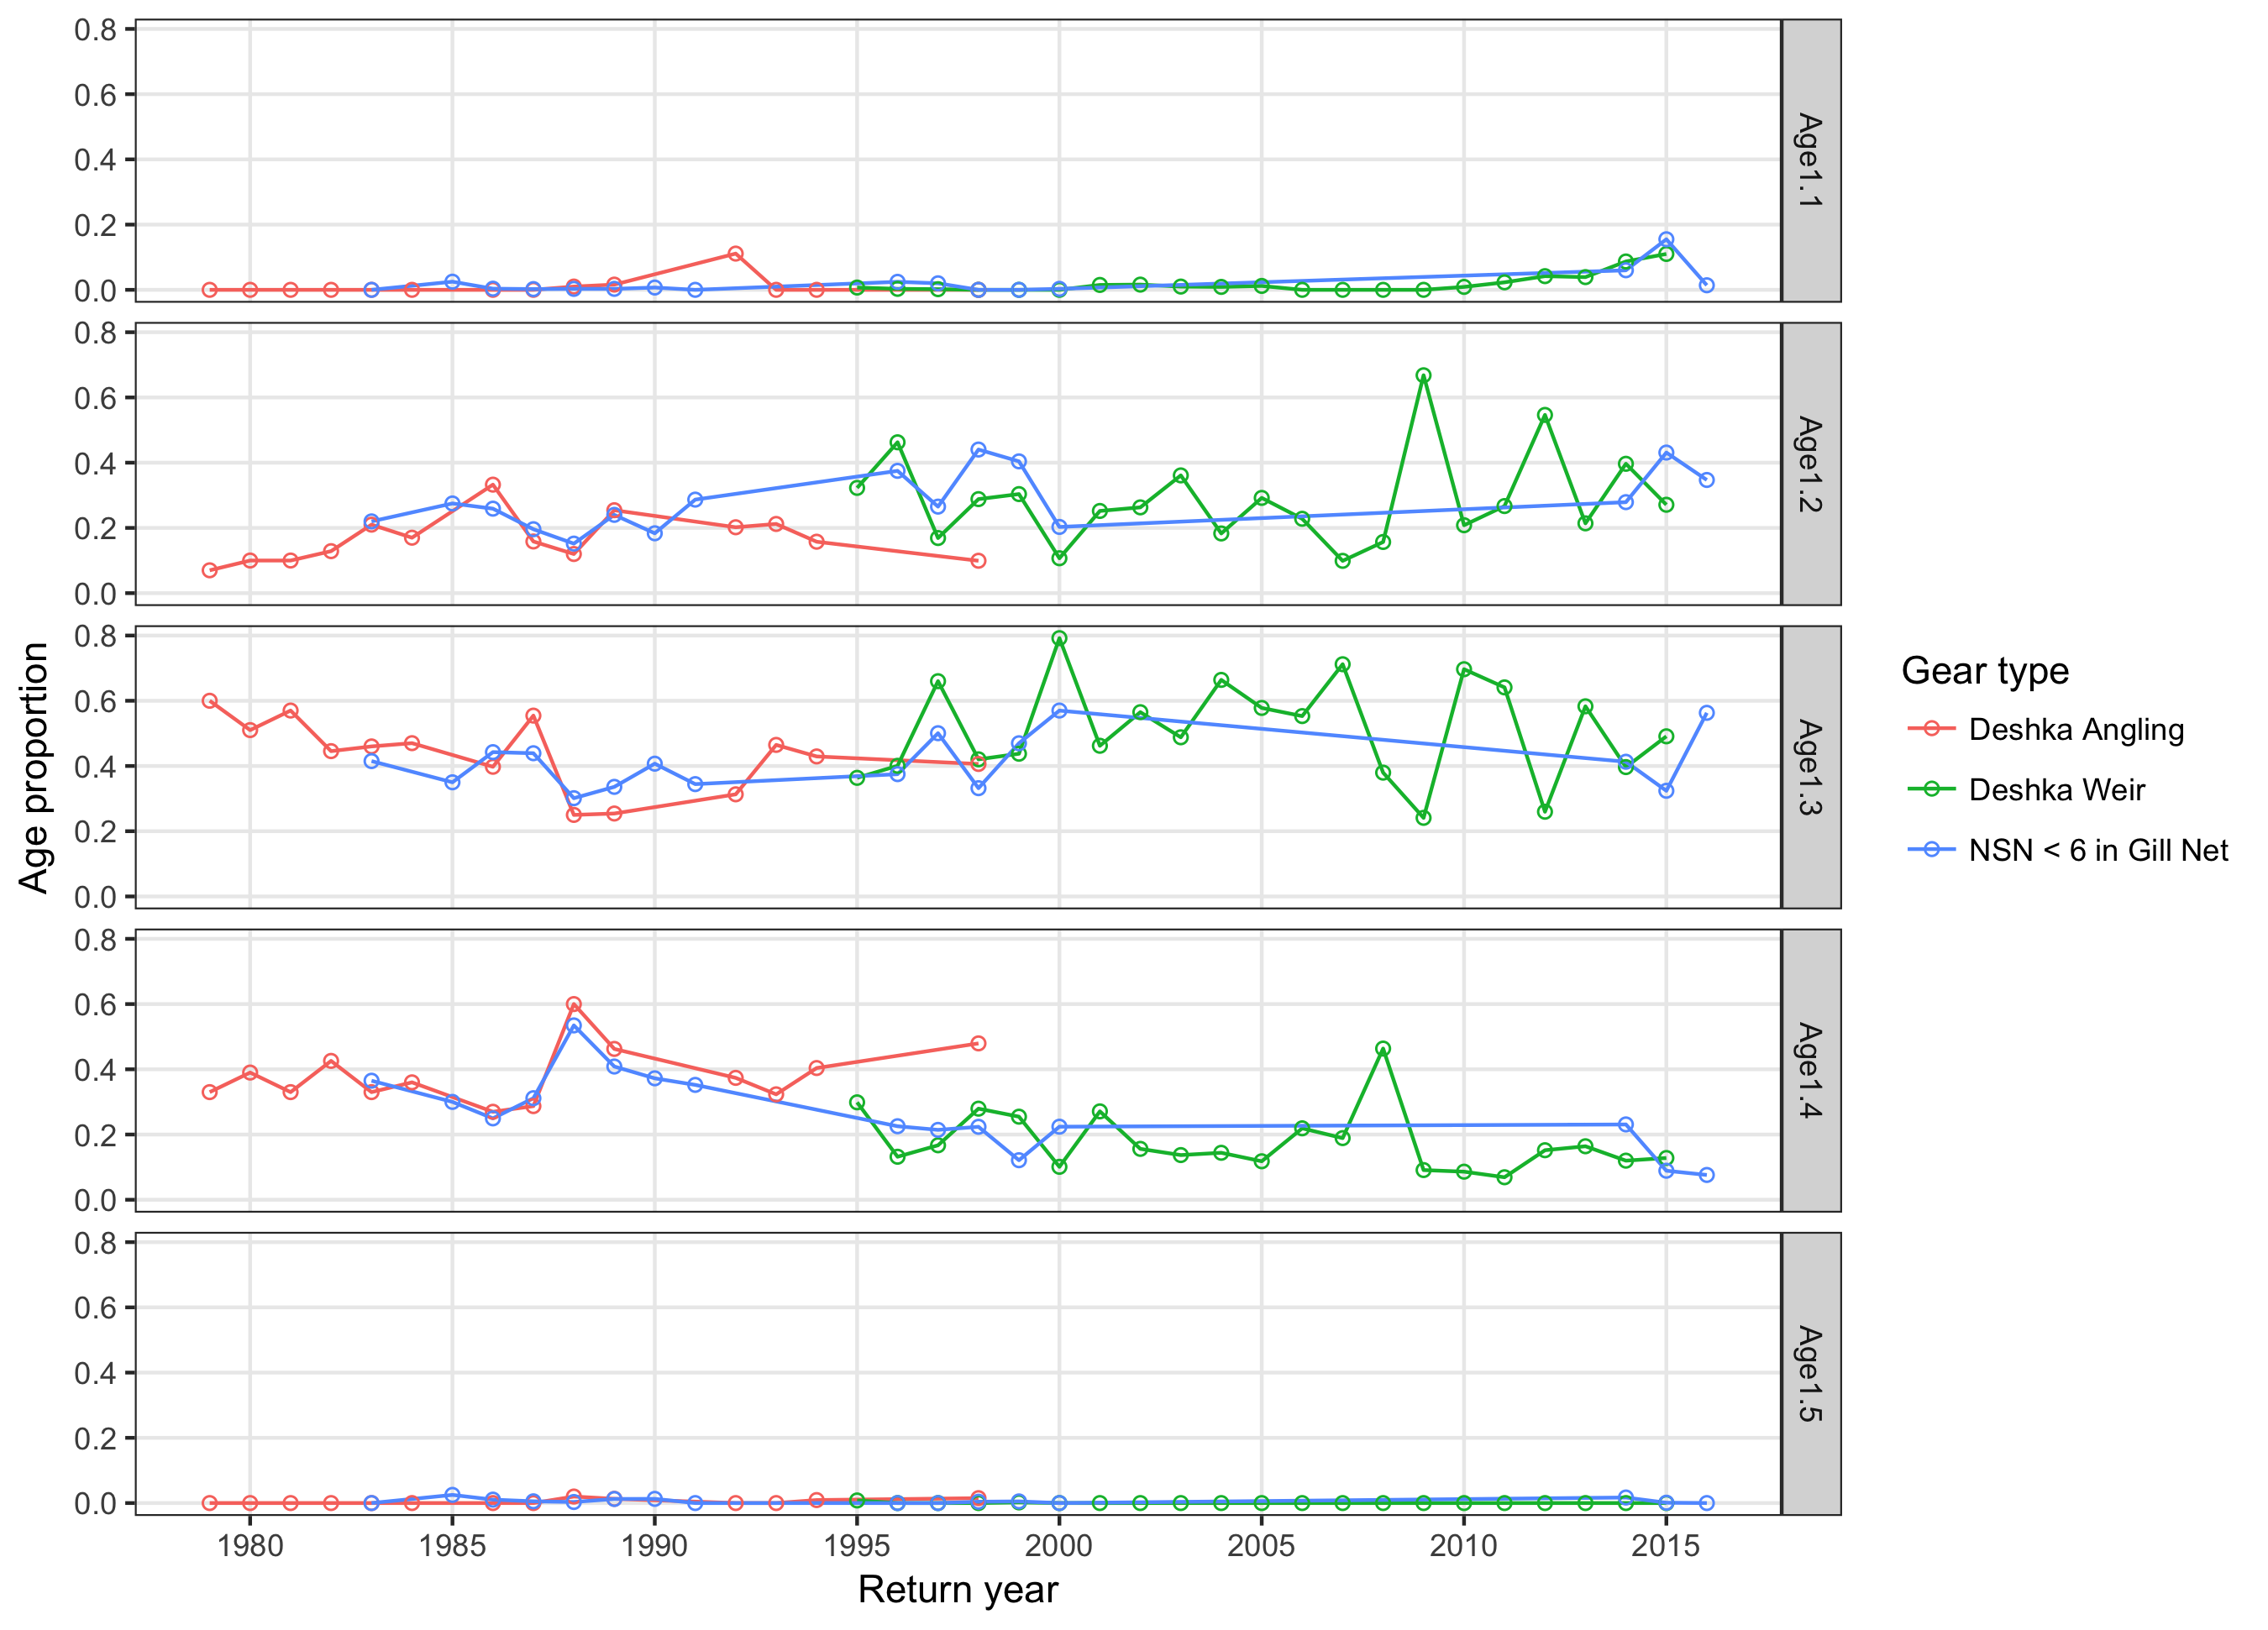 0.8
0.6
0.4
0.2
0.0
Age1.1
0.8
0.6
0.4
0.2
0.0
Age1.2
0.8
0.6
0.4
0.2
0.0
Age1.3
0.8
0.6
0.4
0.2
0.0
Age1.4
0.8
0.6
0.4
0.2
0.0
Age1.5
Age proportion
1980 1985 1990 1995 2000 2005 2010 2015
Return year
Gear type
Deshka Angling
Deshka Weir
NSN < 6 in Gill Net